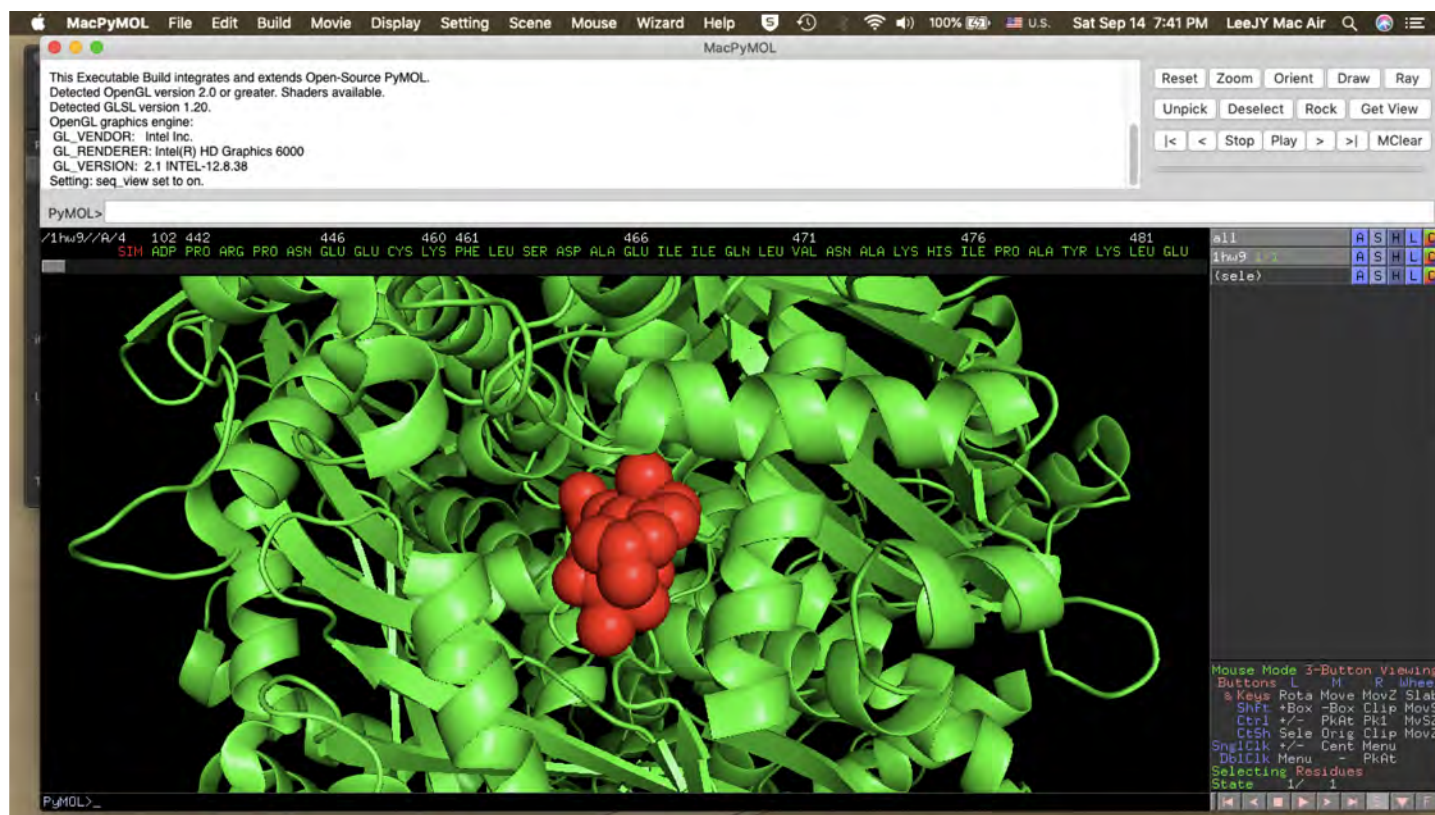 MacPyMOL File Edit Build Movie Display Setting Scene Mouse Wizard Help S 100% U.S. Sat Sep 14 7:41 PM LeeJY Mac Air
MacPyMOL
This Executable Build integrates and extends Open-Source PyMOL.
Detected OpenGL version 2.0 or greater. Shaders available.
Detected GLSL version 1.20.
OpenGL graphics engine:
GL_VENDOR: Intel Inc.
GL_RENDERER: Intel(R) HD Graphics 6000
GL_VERSION: 2.1 INTEL-12.8.38
Setting: seq_view set to on.
Reset Zoom Orient Draw Ray
Unpick Deselect Rock Get View
|< < Stop Play > >| MClear
PyMOL>
/1hw9//A/4 102 442 446 460 461 466 471 476 481
SIM ADP PRO ARG PRO ASN GLU GLU CYS LYS PHE LEU SER ASP ALA GLU ILE ILE GLN LEU VAL ASN ALA LYS HIS ILE PRO ALA TYR LYS LEU GLU
all A S H L C
1hw9 1-1 A S H L C
(sele) A S H L C
Mouse Mode 3-Button Viewing
Buttons L M R Whee
& Keys Rota Move MovZ Slab
Shft +Box -Box Clip MovS
Ctrl +/- PkAt Pk1 MvSZ
CtSh Sele Orig Clip MovZ
SnglClk +/- Cent Menu
DblClk Menu - PkAt
Selecting Residues
State 1/ 1
PyMOL>_
S F